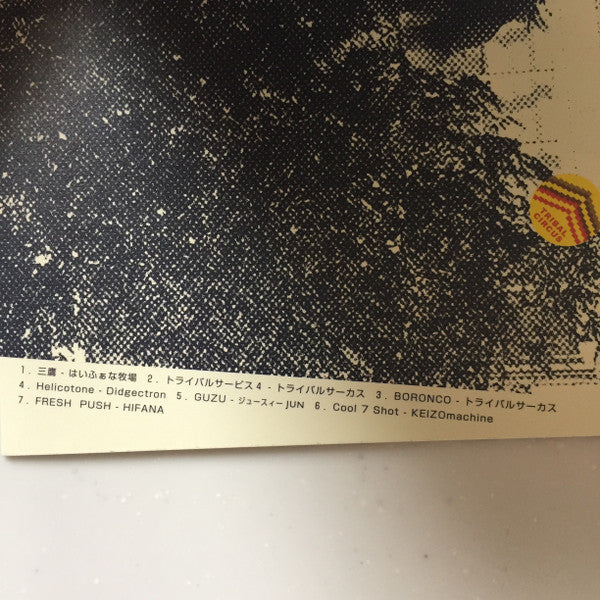 TRIBAL
CIRCUS
1. 三鷹 - はいふぁな牧場 2. トライバルサービス4 - トライバルサーカス 3. BORONCO - トライバルサーカス
4. Helicotone - Didgectron 5. GUZU - ジュースィーJUN 6. Cool 7 Shot - KEIZOmachine
7. FRESH PUSH - HIFANA